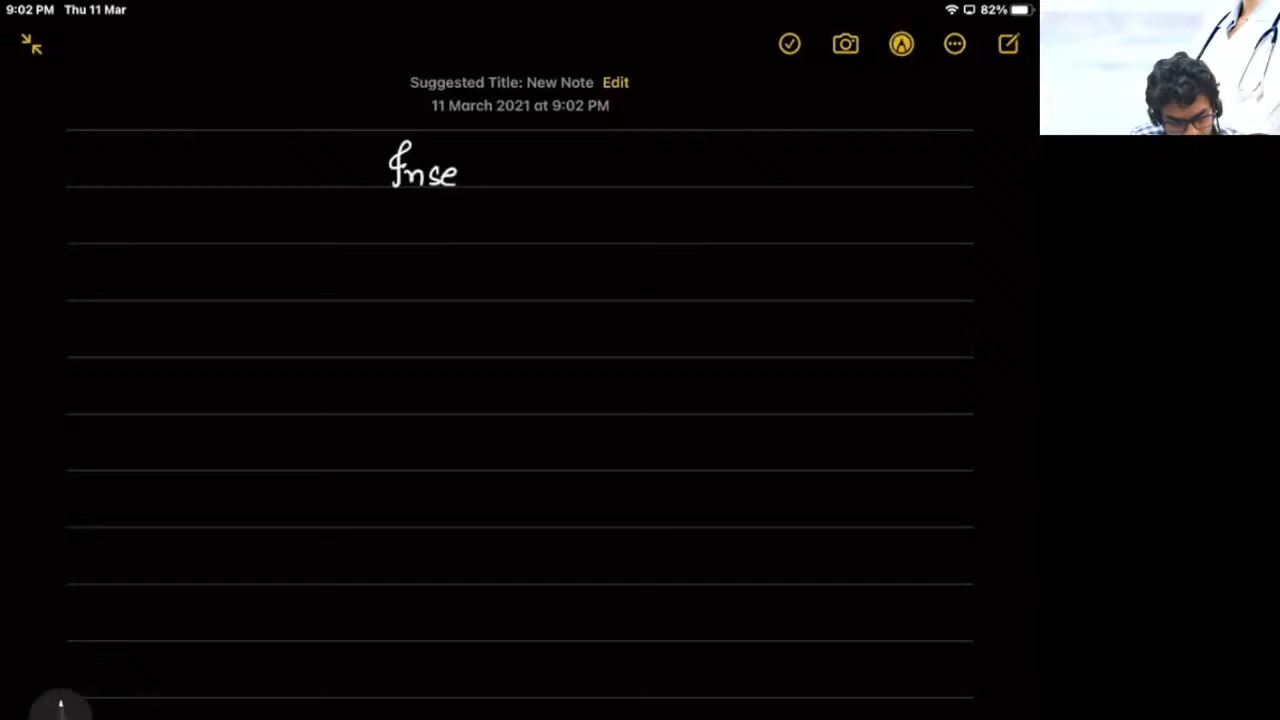 9:02 PM Thu 11 Mar 82%
Suggested Title: New Note Edit
11 March 2021 at 9:02 PM
Inse